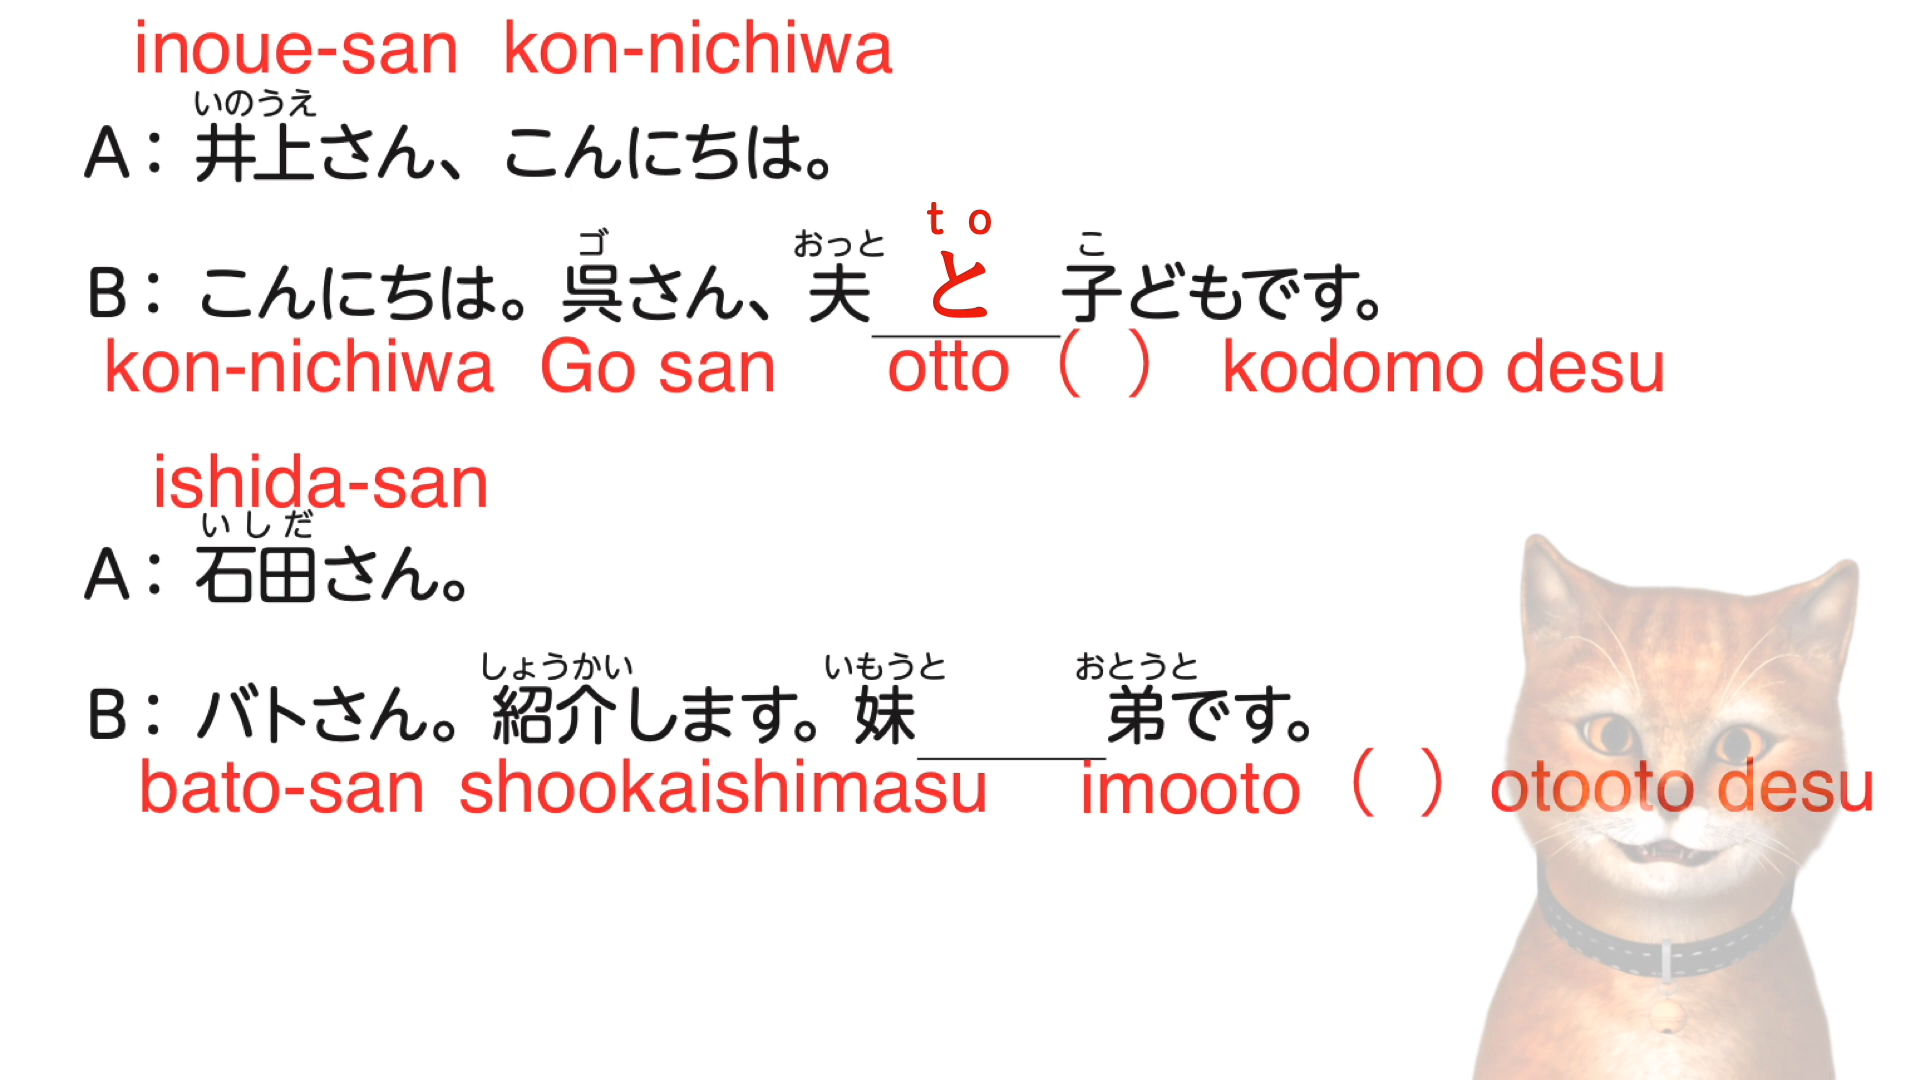 inoue-san kon-nichiwa
いのうえ
A：井上さん、こんにちは。
to
ゴ おっと こ
B：こんにちは。呉さん、夫 と 子どもです。
kon-nichiwa Go san otto （ ） kodomo desu
ishida-san
いしだ
A：石田さん。
しょうかい いもうと おとうと
B：バトさん。紹介します。妹＿＿＿弟です。
bato-san shookaishimasu imooto （ ） otooto desu